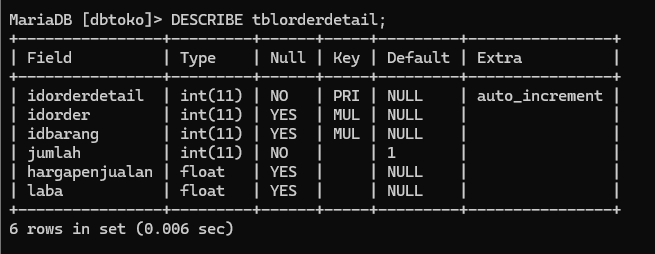 MariaDB [dbtoko]> DESCRIBE tblorderdetail;
+----------------+---------+------+-----+---------+----------------+
| Field          | Type    | Null | Key | Default | Extra          |
+----------------+---------+------+-----+---------+----------------+
| idorderdetail  | int(11) | NO   | PRI | NULL    | auto_increment |
| idorder        | int(11) | YES  | MUL | NULL    |                |
| idbarang       | int(11) | YES  | MUL | NULL    |                |
| jumlah         | int(11) | NO   |     | 1       |                |
| hargapenjualan | float   | YES  |     | NULL    |                |
| laba           | float   | YES  |     | NULL    |                |
+----------------+---------+------+-----+---------+----------------+
6 rows in set (0.006 sec)